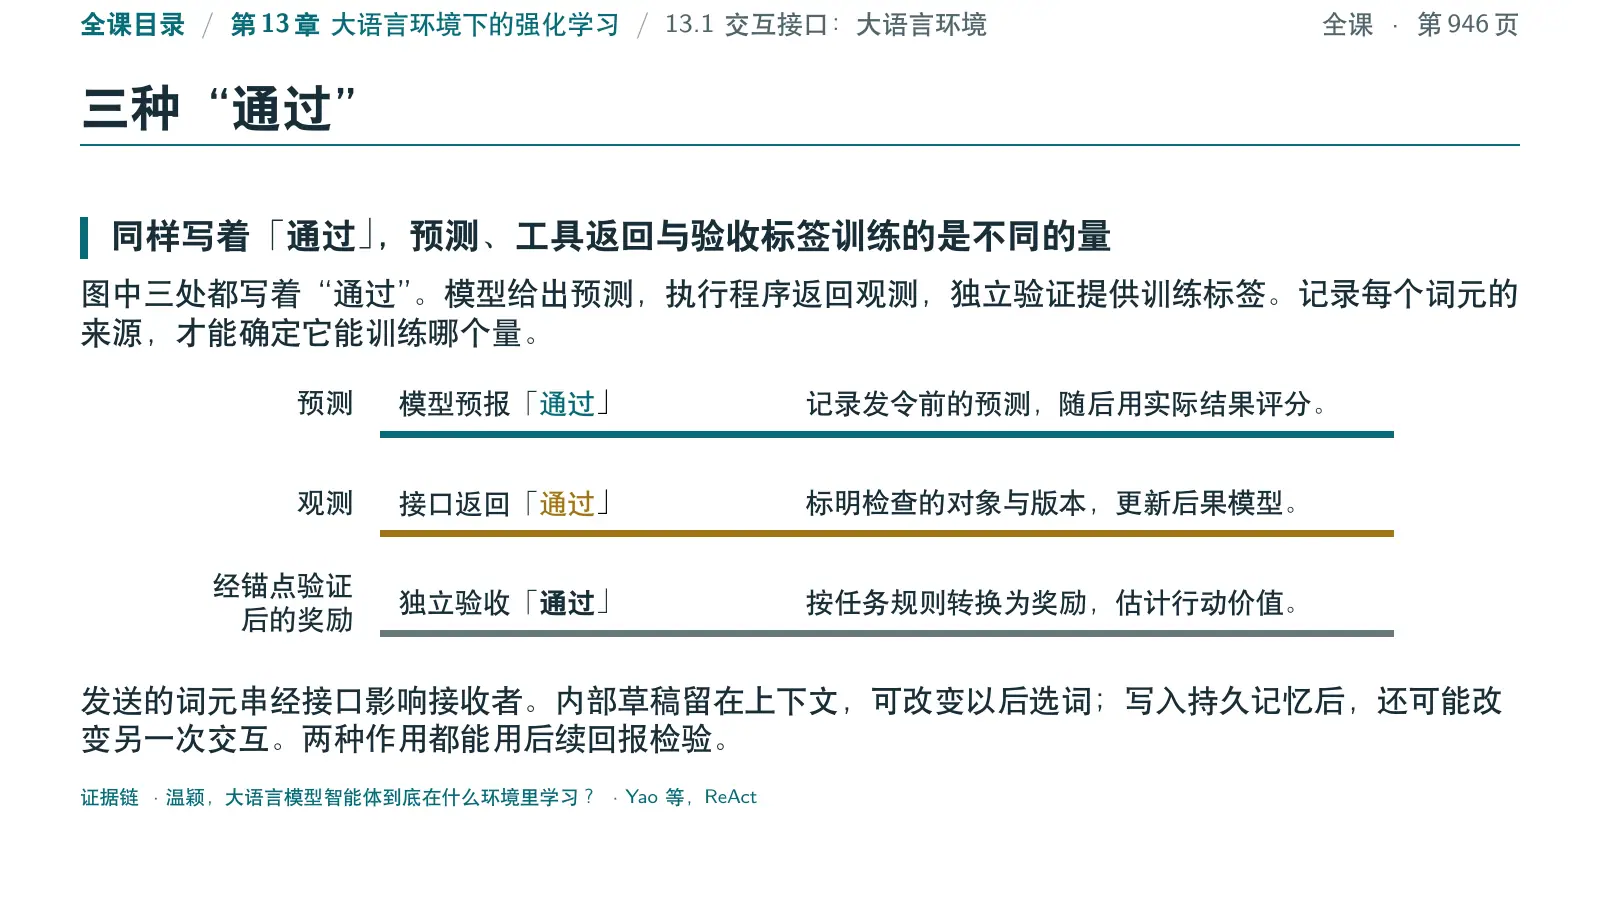 全课目录 / 第 13 章 大语言环境下的强化学习 / 13.1 交互接口：大语言环境
全课 · 第 946 页
三种“通过”
同样写着「通过」，预测、工具返回与验收标签训练的是不同的量
图中三处都写着“通过”。模型给出预测，执行程序返回观测，独立验证提供训练标签。记录每个词元的
来源，才能确定它能训练哪个量。
预测 模型预报「通过」 记录发令前的预测，随后用实际结果评分。
观测 接口返回「通过」 标明检查的对象与版本，更新后果模型。
经锚点验证
后的奖励 独立验收「通过」 按任务规则转换为奖励，估计行动价值。
发送的词元串经接口影响接收者。内部草稿留在上下文，可改变以后选词；写入持久记忆后，还可能改
变另一次交互。两种作用都能用后续回报检验。
证据链 · 温颖，大语言模型智能体到底在什么环境里学习？ · Yao 等，ReAct